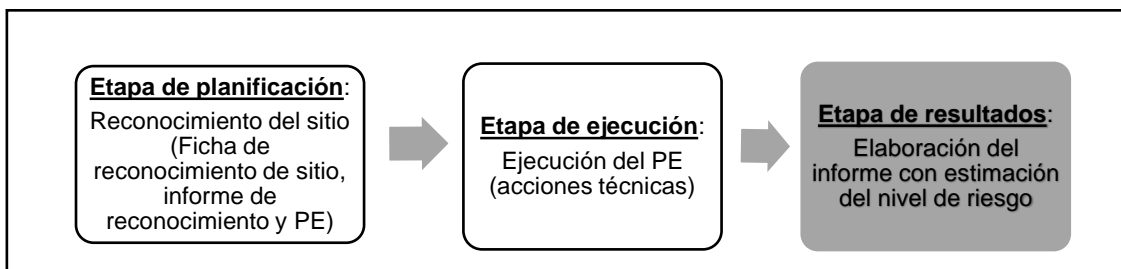 Etapa de planificación:
Reconocimiento del sitio
(Ficha de
reconocimiento de sitio,
informe de
reconocimiento y PE)
Etapa de ejecución:
Ejecución del PE
(acciones técnicas)
Etapa de resultados:
Elaboración del
informe con estimación
del nivel de riesgo